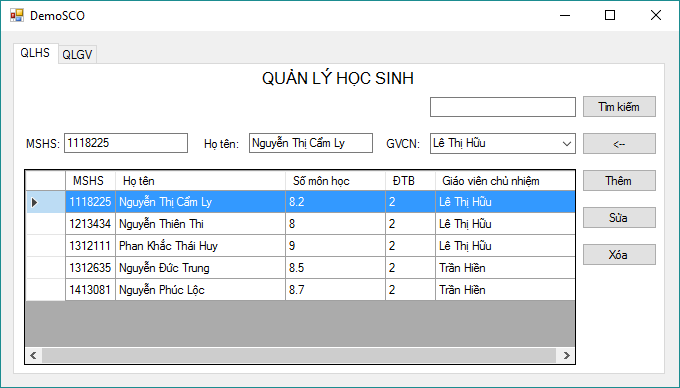 DemoSCO
QLHS QLGV
QUẢN LÝ HỌC SINH
Tìm kiếm
MSHS: 1118225 Họ tên: Nguyễn Thị Cẩm Ly GVCN: Lê Thị Hữu <--
MSHS Họ tên Số môn học ĐTB Giáo viên chủ nhiệm
1118225 Nguyễn Thị Cẩm Ly 8.2 2 Lê Thị Hữu
1213434 Nguyễn Thiên Thi 8 2 Lê Thị Hữu
1312111 Phan Khắc Thái Huy 9 2 Lê Thị Hữu
1312635 Nguyễn Đức Trung 8.5 2 Trần Hiền
1413081 Nguyễn Phúc Lộc 8.7 2 Trần Hiền
Thêm
Sửa
Xóa